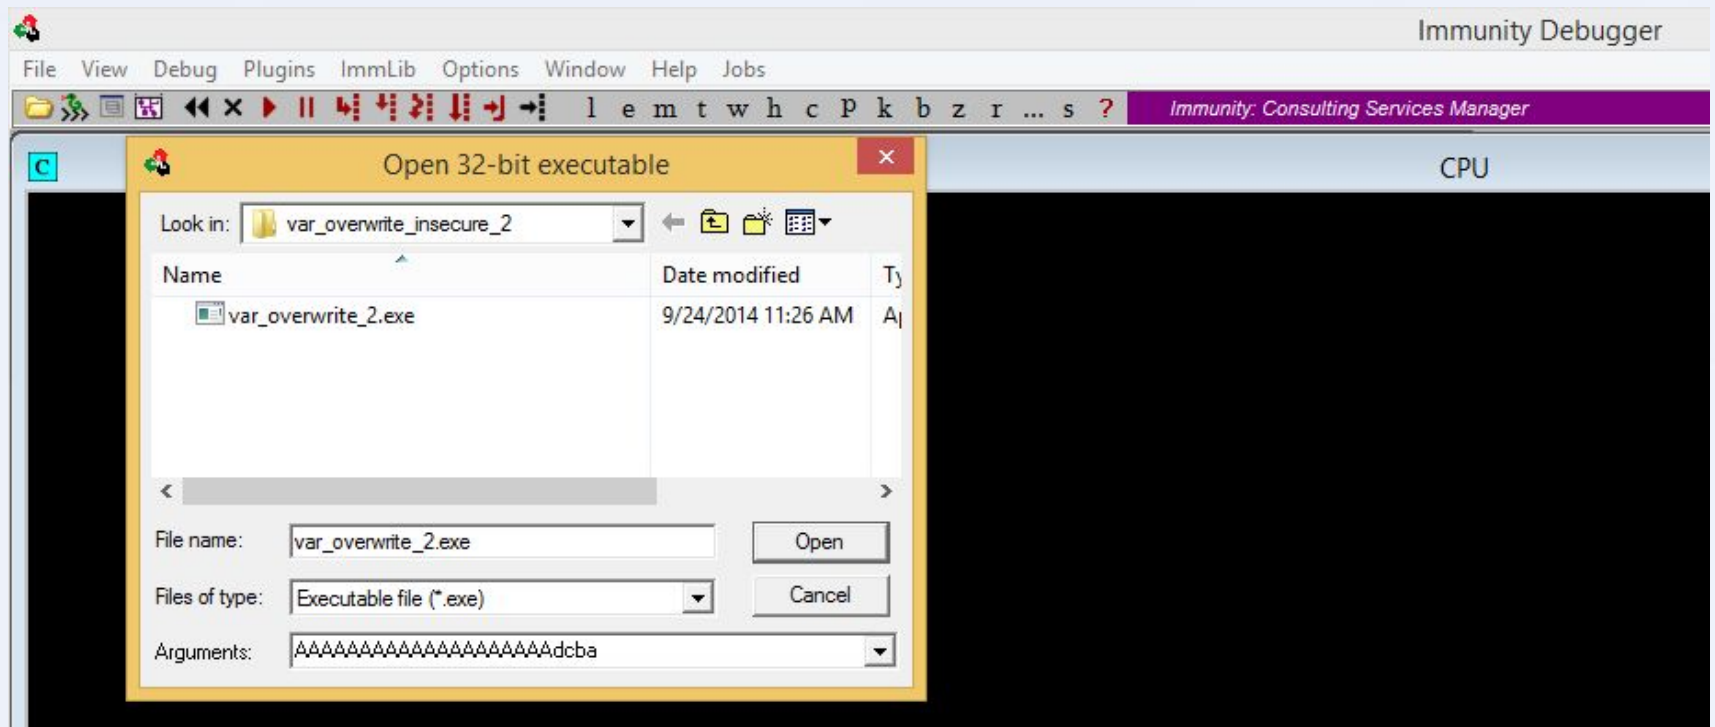 Immunity Debugger
File View Debug Plugins ImmLib Options Window Help Jobs
l e m t w h c P k b z r ... s ? Immunity: Consulting Services Manager
C Open 32-bit executable CPU
Look in: var_overwrite_insecure_2
Name Date modified Ty
var_overwrite_2.exe 9/24/2014 11:26 AM Ap
File name: var_overwrite_2.exe Open
Files of type: Executable file (*.exe) Cancel
Arguments: AAAAAAAAAAAAAAAAAAAAdcba